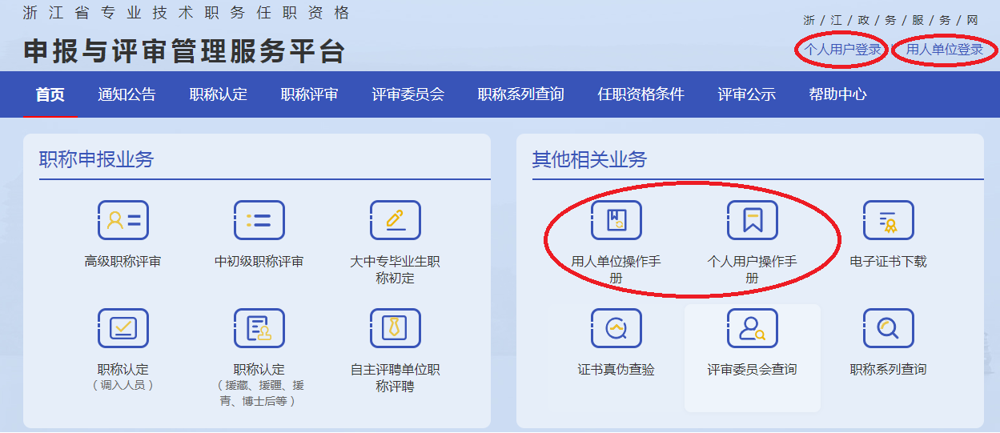 浙江省专业技术职务任职资格
申报与评审管理服务平台
浙/江/政/务/服/务/网
个人用户登录 | 用人单位登录
首页 通知公告 职称认定 职称评审 评审委员会 职称系列查询 任职资格条件 评审公示 帮助中心
职称申报业务
高级职称评审
中初级职称评审
大中专毕业生职
称初定
职称认定
（调入人员）
职称认定
（援藏、援疆、援
青、博士后等）
自主评聘单位职
称评聘
其他相关业务
用人单位操作手
册
个人用户操作手
册
电子证书下载
证书真伪查验
评审委员会查询
职称系列查询